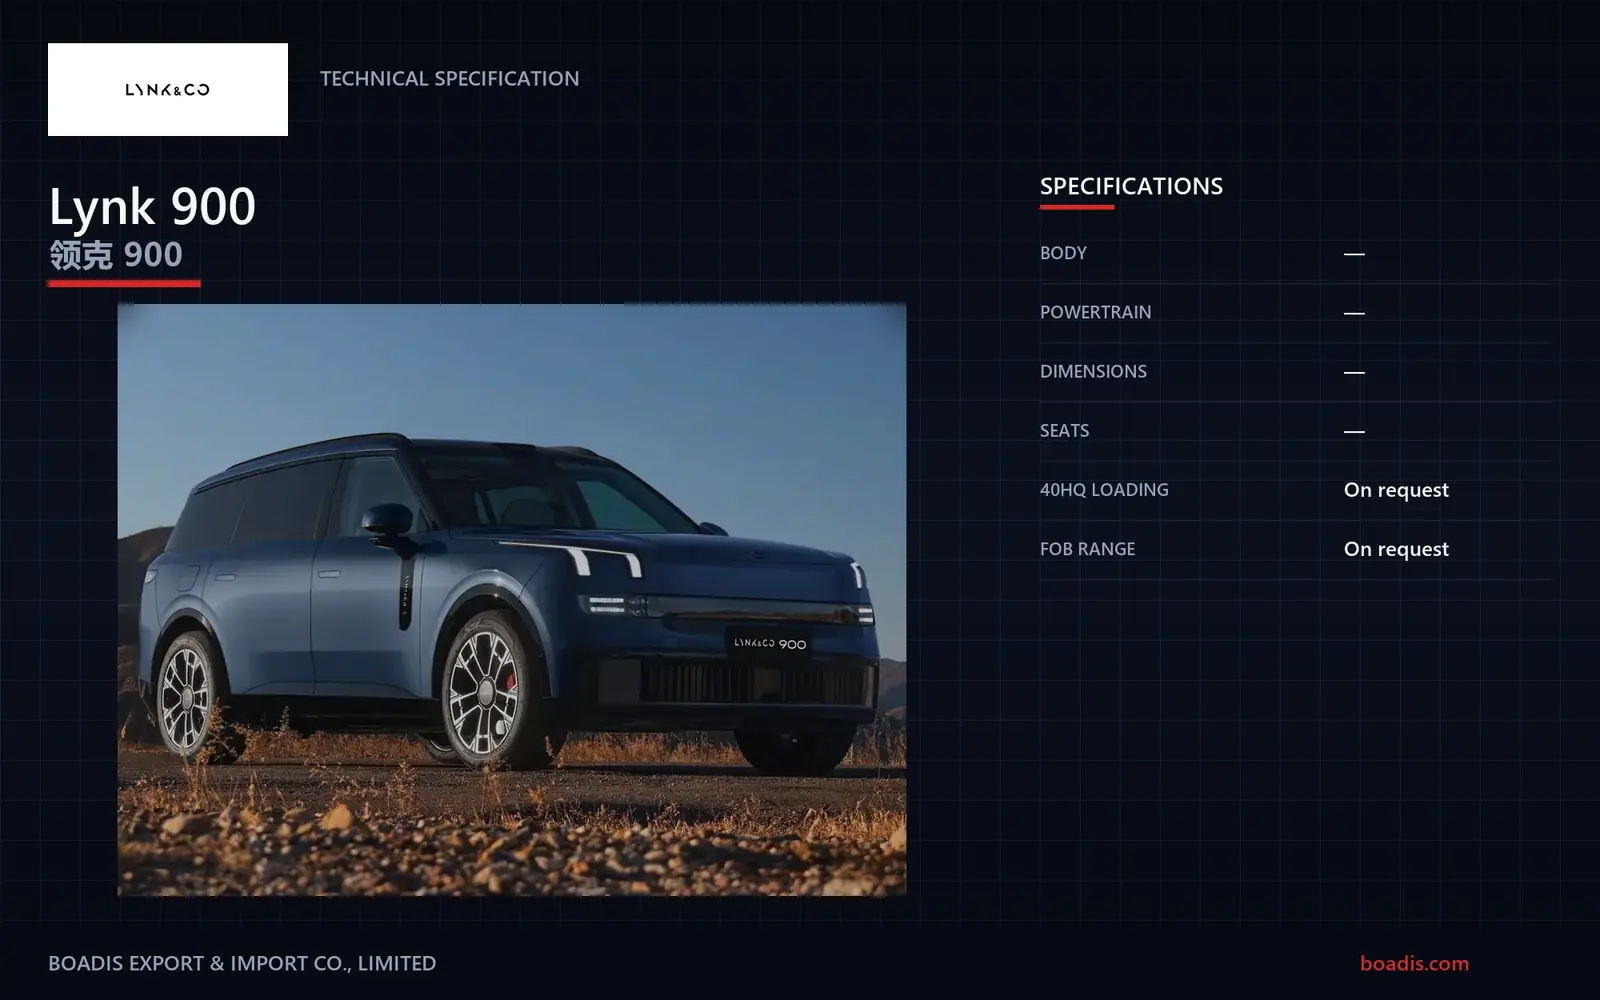 LYNK&CO
TECHNICAL SPECIFICATION
Lynk 900
领克 900
LYNK&CO 900
SPECIFICATIONS
BODY —
POWERTRAIN —
DIMENSIONS —
SEATS —
40HQ LOADING On request
FOB RANGE On request
BOADIS EXPORT & IMPORT CO., LIMITED
boadis.com